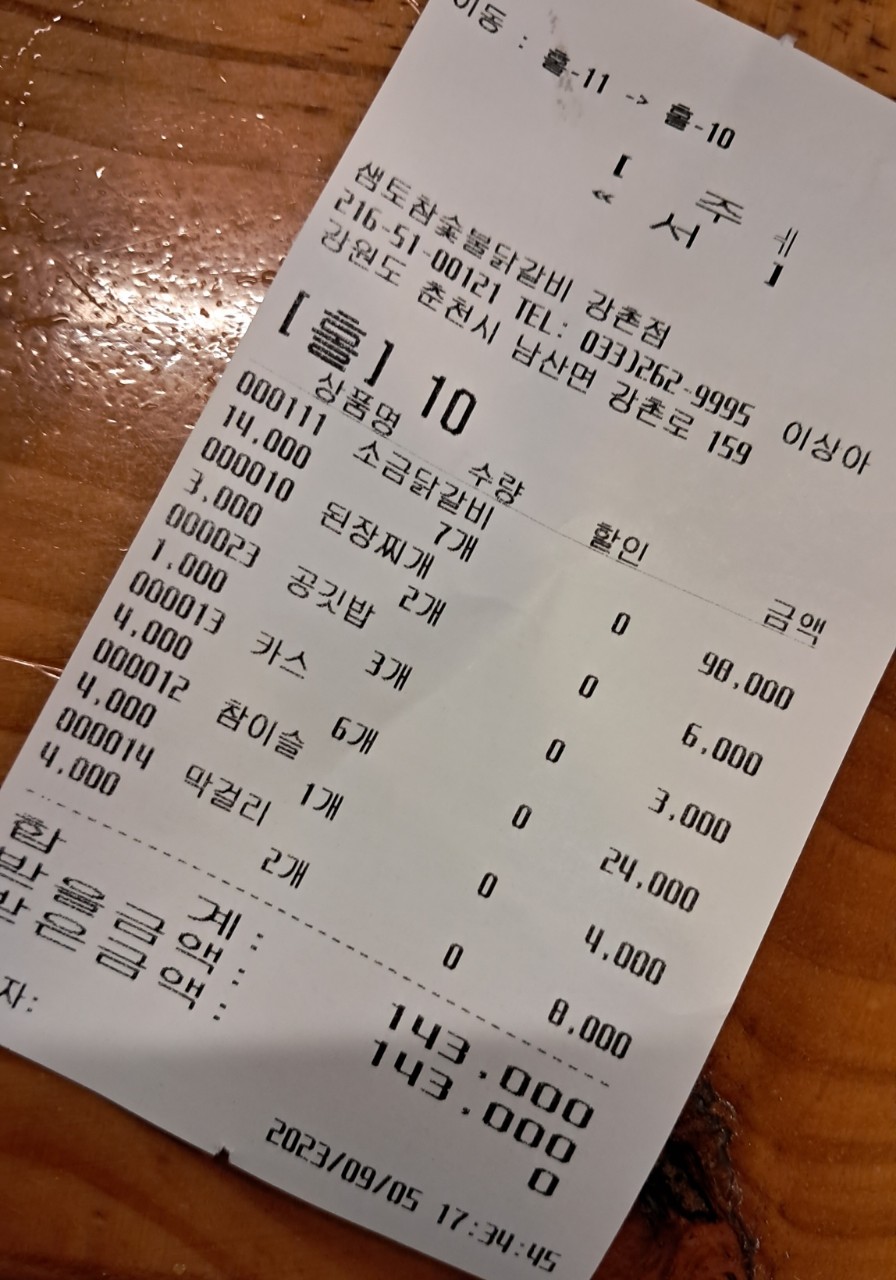 이동 : 홀-11 -> 홀-10
[ 주
« 서 ]
샘토참숯불닭갈비 강촌점
216-51-00121 TEL: 033)262-9995 이상아
강원도 춘천시 남산면 강촌로 159
[홀] 10
상품명 수량 할인 금액
000111 소금닭갈비
14,000 7개 0 98,000
000010 된장찌개
3,000 2개 0 6,000
000023 공깃밥
1,000 3개 0 3,000
000013 카스
4,000 6개 0 24,000
000012 참이슬
4,000 1개 0 4,000
000014 막걸리
4,000 2개 0 8,000
합 계 : 143,000
받을금액 : 143,000
받은금액 : 0
자:
2023/09/05 17:34:45